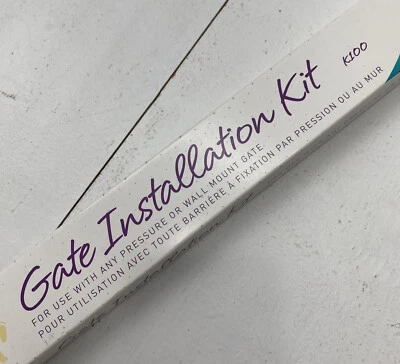 Gate Installation Kit K100
FOR USE WITH ANY PRESSURE OR WALL MOUNT GATE
POUR UTILISATION AVEC TOUTE BARRIÈRE À FIXATION PAR PRESSION OU AU MUR